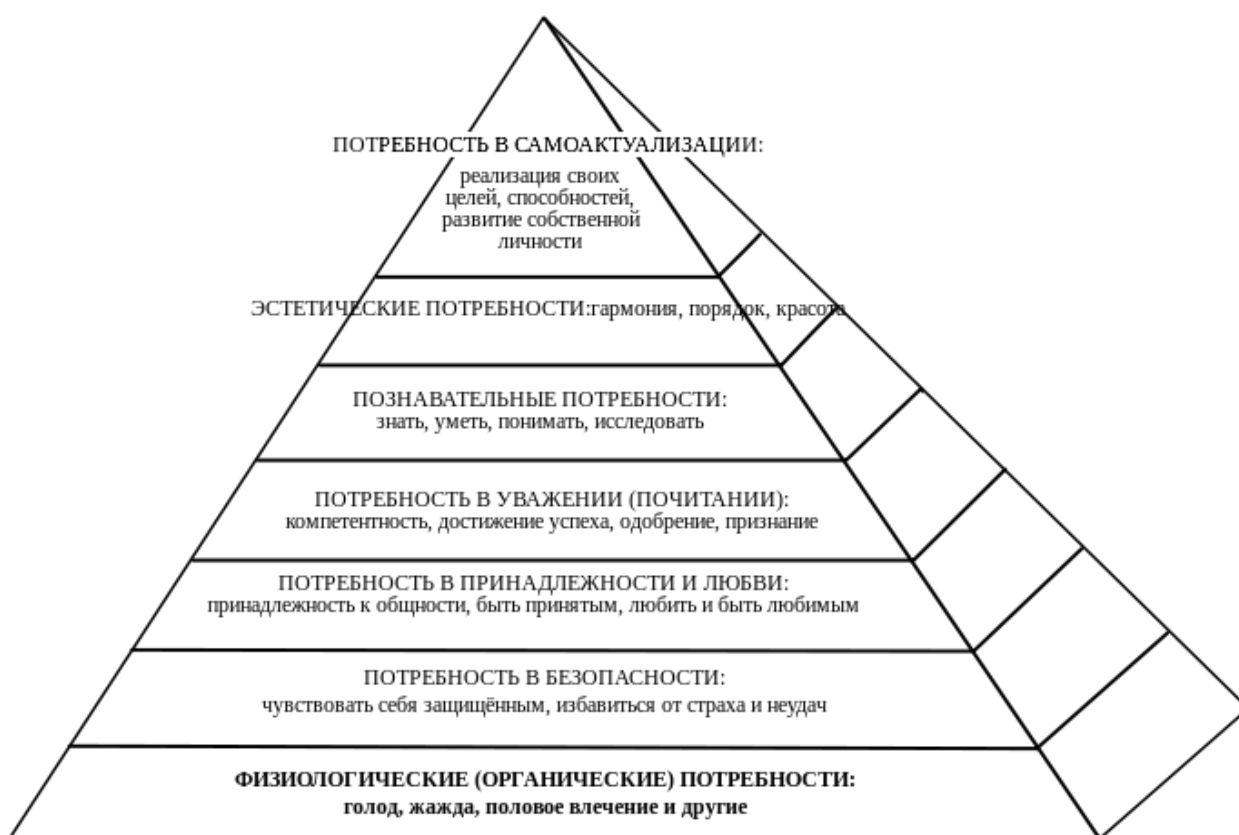 ПОТРЕБНОСТЬ В САМОАКТУАЛИЗАЦИИ:
реализация своих
целей, способностей,
развитие собственной
личности
ЭСТЕТИЧЕСКИЕ ПОТРЕБНОСТИ:гармония, порядок, красота
ПОЗНАВАТЕЛЬНЫЕ ПОТРЕБНОСТИ:
знать, уметь, понимать, исследовать
ПОТРЕБНОСТЬ В УВАЖЕНИИ (ПОЧИТАНИИ):
компетентность, достижение успеха, одобрение, признание
ПОТРЕБНОСТЬ В ПРИНАДЛЕЖНОСТИ И ЛЮБВИ:
принадлежность к общности, быть принятым, любить и быть любимым
ПОТРЕБНОСТЬ В БЕЗОПАСНОСТИ:
чувствовать себя защищённым, избавиться от страха и неудач
ФИЗИОЛОГИЧЕСКИЕ (ОРГАНИЧЕСКИЕ) ПОТРЕБНОСТИ:
голод, жажда, половое влечение и другие